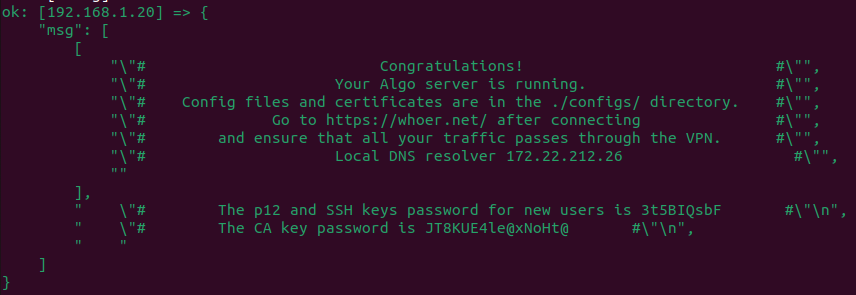 ok: [192.168.1.20] => {
    "msg": [
        [
            "\"#                          Congratulations!                            #\"",
            "\"#                     Your Algo server is running.                     #\"",
            "\"#    Config files and certificates are in the ./configs/ directory.    #\"",
            "\"#              Go to https://whoer.net/ after connecting               #\"",
            "\"#        and ensure that all your traffic passes through the VPN.      #\"",
            "\"#                     Local DNS resolver 172.22.212.26                   #\"",
            ""
        ],
        "    \"#        The p12 and SSH keys password for new users is 3t5BIQsbF       #\"\n",
        "    \"#        The CA key password is JT8KUE4le@xNoHt@       #\"\n",
        "    "
    ]
}